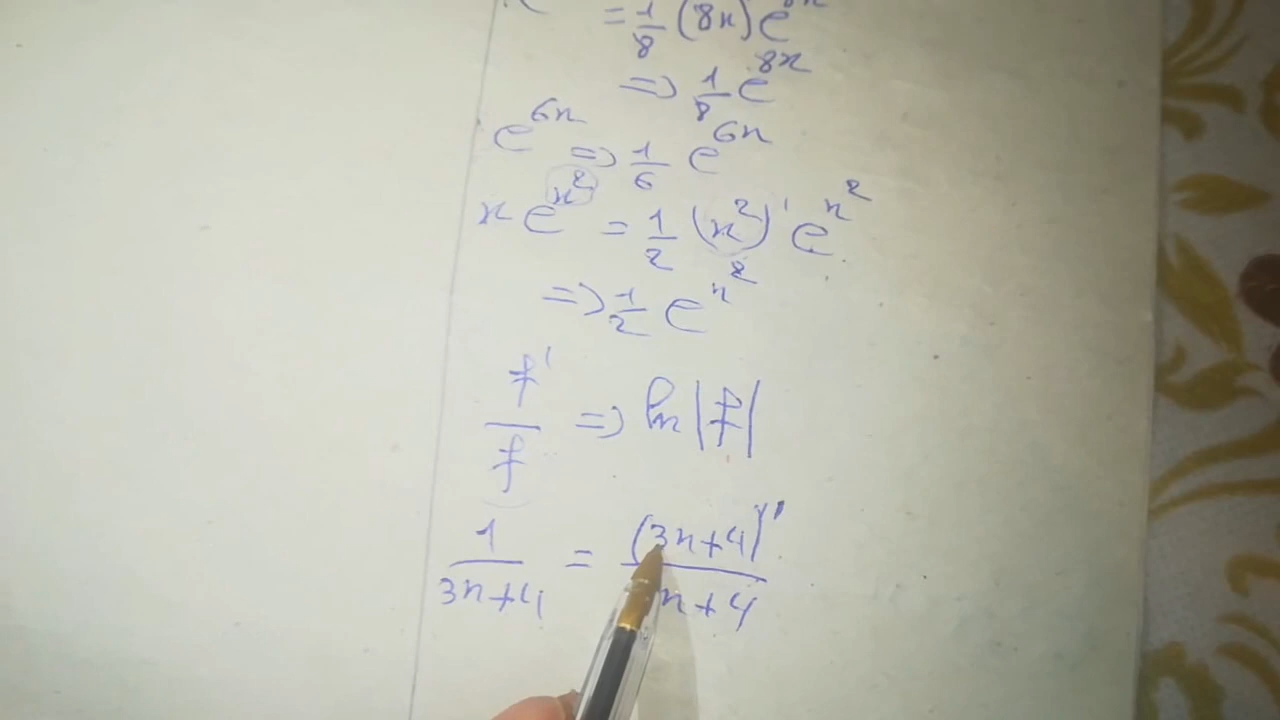 = 1/8 (8x)' e^8x
=> 1/8 e^8x
e^6x => 1/6 e^6x
x e^x² = 1/2 (x²)' e^x²
=> 1/2 e^x²
f'/f => ln |f|
1/3x+4 = (3x+4)'/x+4